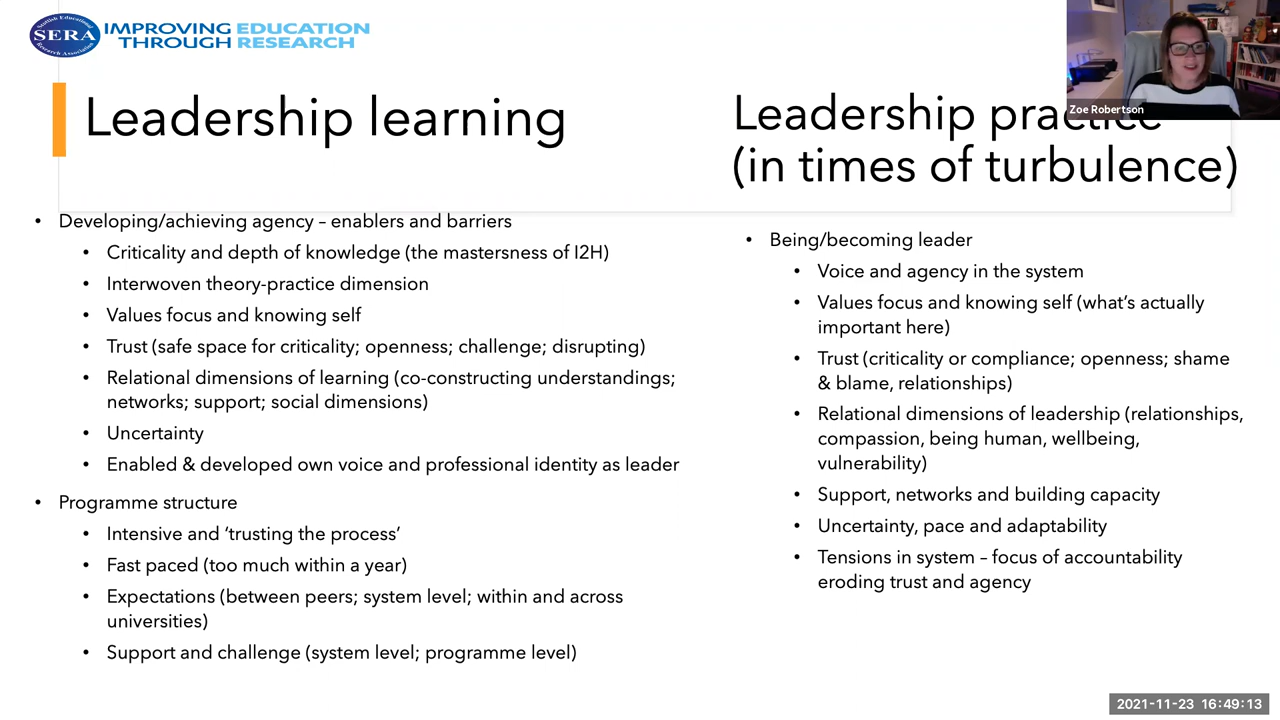 Scottish Educational
SERA
Research Association
IMPROVING EDUCATION
THROUGH RESEARCH
Zoe Robertson
Leadership learning
Developing/achieving agency – enablers and barriers
Criticality and depth of knowledge (the mastersness of I2H)
Interwoven theory-practice dimension
Values focus and knowing self
Trust (safe space for criticality; openness; challenge; disrupting)
Relational dimensions of learning (co-constructing understandings;
networks; support; social dimensions)
Uncertainty
Enabled & developed own voice and professional identity as leader
Programme structure
Intensive and ‘trusting the process’
Fast paced (too much within a year)
Expectations (between peers; system level; within and across
universities)
Support and challenge (system level; programme level)
Leadership practice
(in times of turbulence)
Being/becoming leader
Voice and agency in the system
Values focus and knowing self (what’s actually
important here)
Trust (criticality or compliance; openness; shame
& blame, relationships)
Relational dimensions of leadership (relationships,
compassion, being human, wellbeing,
vulnerability)
Support, networks and building capacity
Uncertainty, pace and adaptability
Tensions in system – focus of accountability
eroding trust and agency
2021-11-23 16:49:13